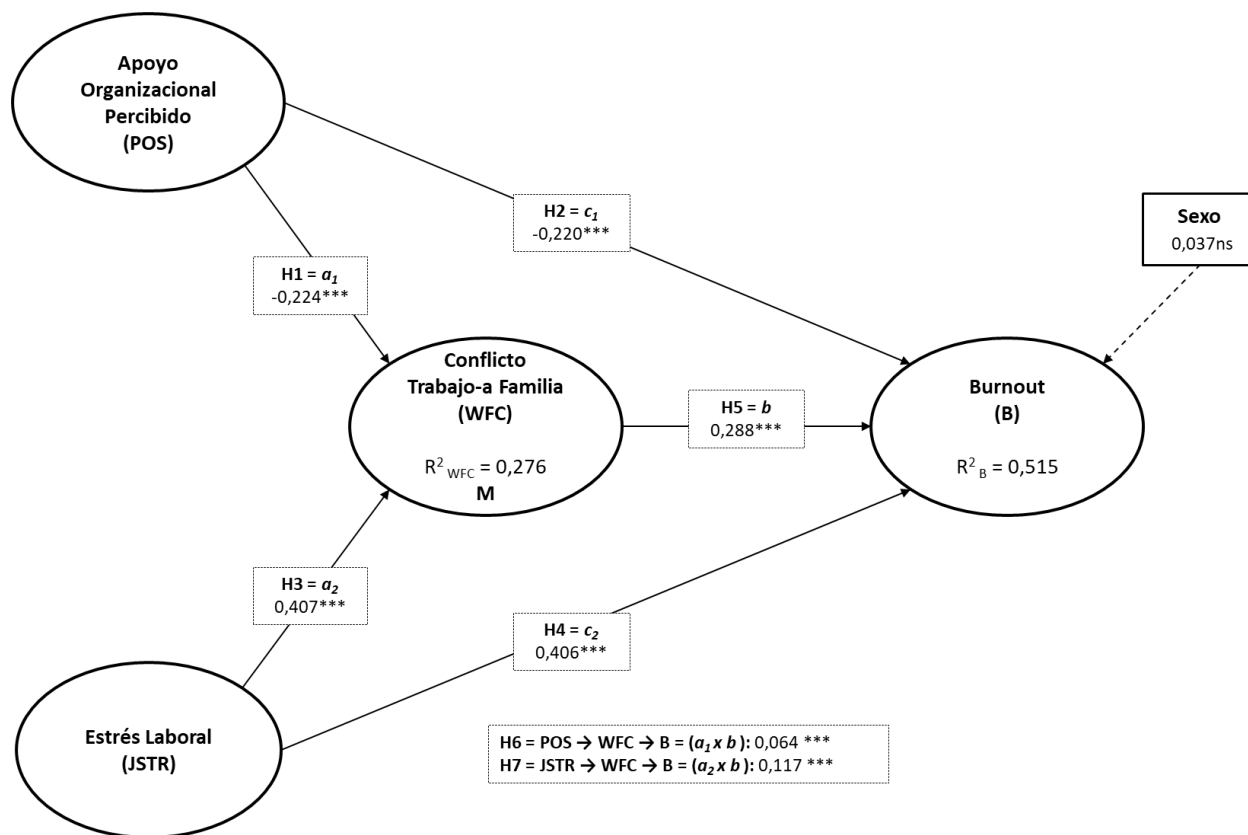 Apoyo
Organizacional
Percibido
(POS)
H2 = c₁
-0,220***
Sexo
0,037ns
H1 = a₁
-0,224***
Conflicto
Trabajo-a Familia
(WFC)
R² WFC = 0,276
M
H5 = b
0,288***
Burnout
(B)
R² B = 0,515
H3 = a₂
0,407***
H4 = c₂
0,406***
Estrés Laboral
(JSTR)
H6 = POS → WFC → B = (a₁ x b ): 0,064 ***
H7 = JSTR → WFC → B = (a₂ x b ): 0,117 ***